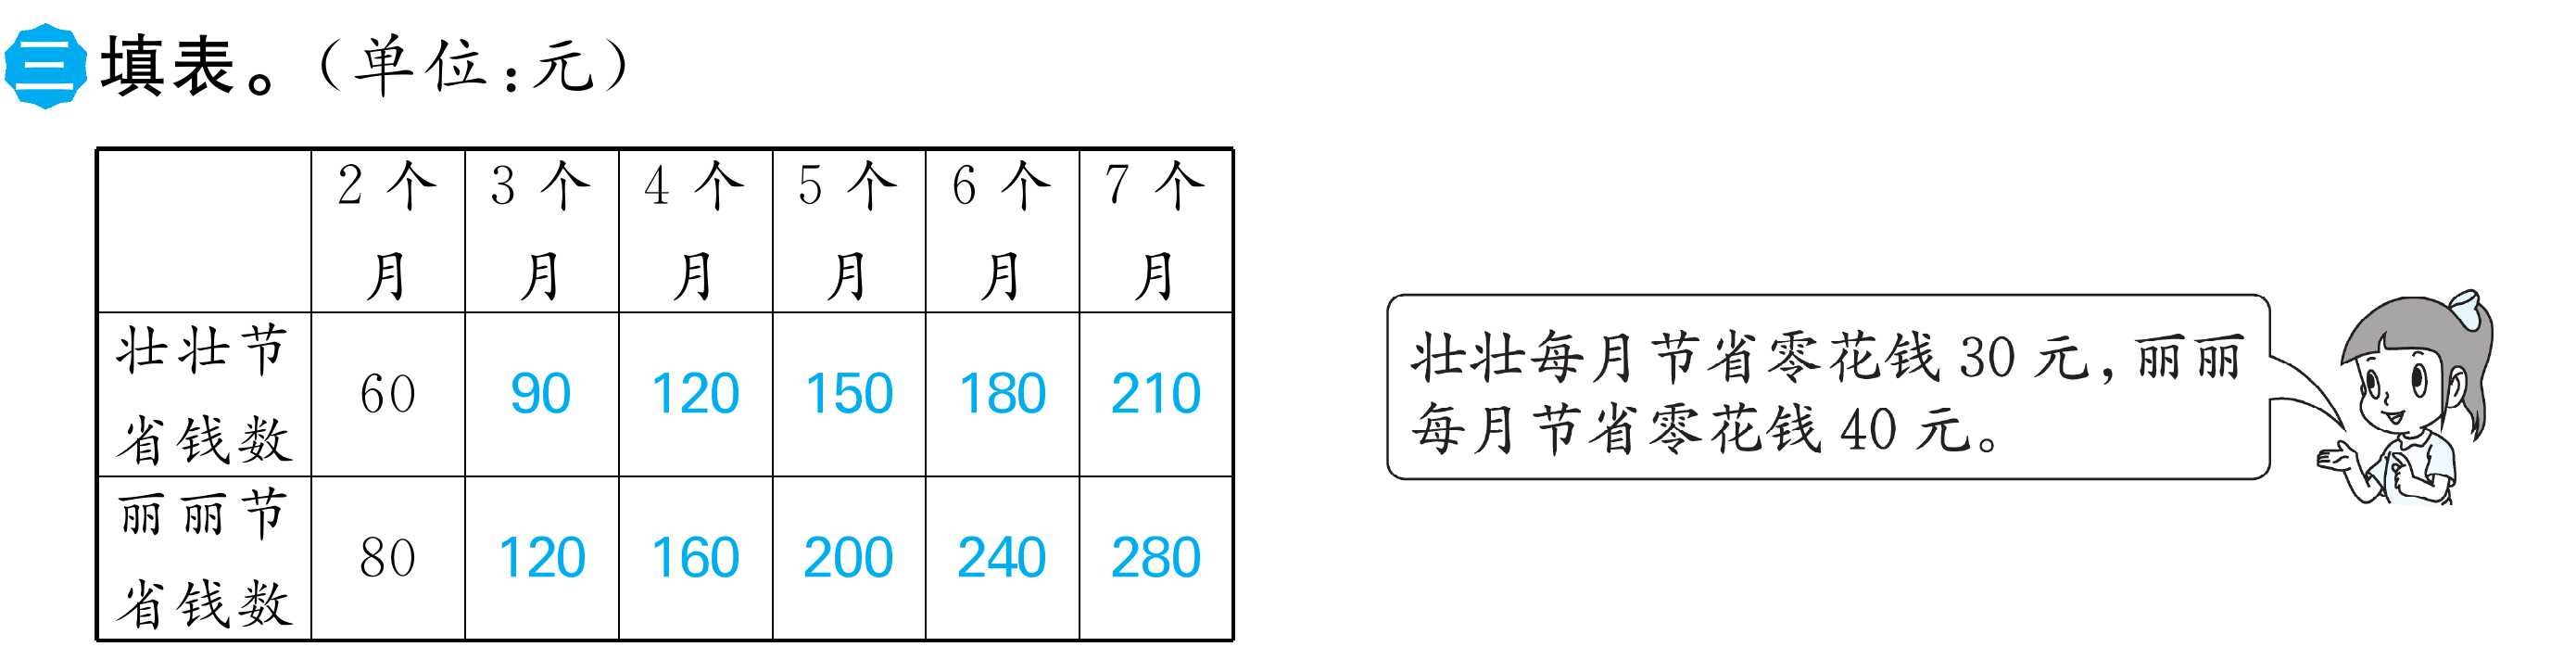 三 填表。(单位:元)
2个月 3个月 4个月 5个月 6个月 7个月
壮壮节省钱数 60 90 120 150 180 210
丽丽节省钱数 80 120 160 200 240 280
壮壮每月节省零花钱30元,丽丽
每月节省零花钱40元。